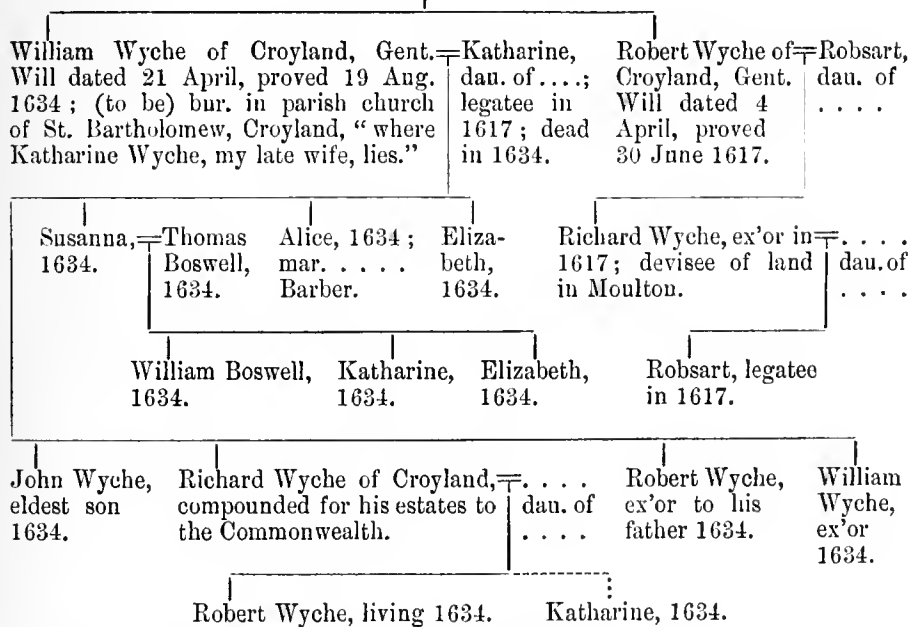 William Wyche of Croyland, Gent.
Will dated 21 April, proved 19 Aug.
1634 ; (to be) bur. in parish church
of St. Bartholomew, Croyland, “ where
Katharine Wyche, my late wife, lies.”
Katharine,
dau. of . . . . ;
legatee in
1617 ; dead
in 1634.
Robert Wyche of
Croyland, Gent.
Will dated 4
April, proved
30 June 1617.
Robsart,
dau. of
. . . .
Susanna,
1634.
Thomas
Boswell,
1634.
Alice, 1634 ;
mar. . . . . .
Barber.
Eliza-
beth,
1634.
Richard Wyche, ex'or in
1617 ; devisee of land
in Moulton.
. . . .
dau. of
. . . .
William Boswell,
1634.
Katharine,
1634.
Elizabeth,
1634.
Robsart, legatee
in 1617.
John Wyche,
eldest son
1634.
Richard Wyche of Croyland,
compounded for his estates to
the Commonwealth.
. . . .
dau. of
. . . .
Robert Wyche,
ex'or to his
father 1634.
William
Wyche,
ex'or
1634.
Robert Wyche, living 1634.
Katharine, 1634.